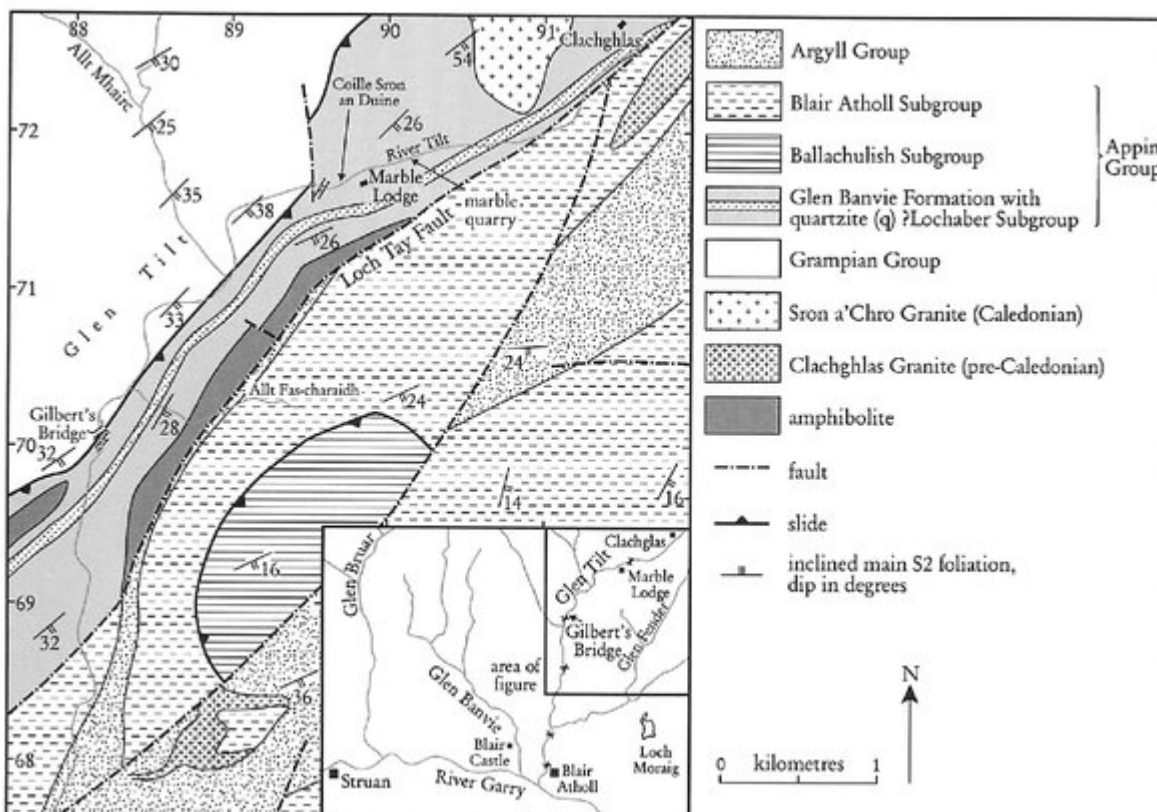 88
89
90
91
Clachghlas
Allt Mhairc
30
54
Coille Sron
an Duine
25
72
26
River Tilt
Marble
Lodge
marble
quarry
35
38
26
Loch Tay Fault
71
Glen Tilt
33
24
Allt Fas-charaidh
24
Gilbert's
Bridge
28
70
32
14
16
16
69
32
36
68
Glen Bruar
Clachglas
Glen Tilt
Marble
Lodge
Gilbert's
Bridge
Glen Fender
area of
figure
Glen Banvie
Blair
Castle
Loch
Moraig
Struan
River Garry
Blair
Atholl
Argyll Group
Blair Atholl Subgroup
Ballachulish Subgroup
Appin
Group
Glen Banvie Formation with
quartzite (q) ?Lochaber Subgroup
Grampian Group
Sron a'Chro Granite (Caledonian)
Clachghlas Granite (pre-Caledonian)
amphibolite
fault
slide
inclined main S2 foliation,
dip in degrees
N
0 kilometres 1